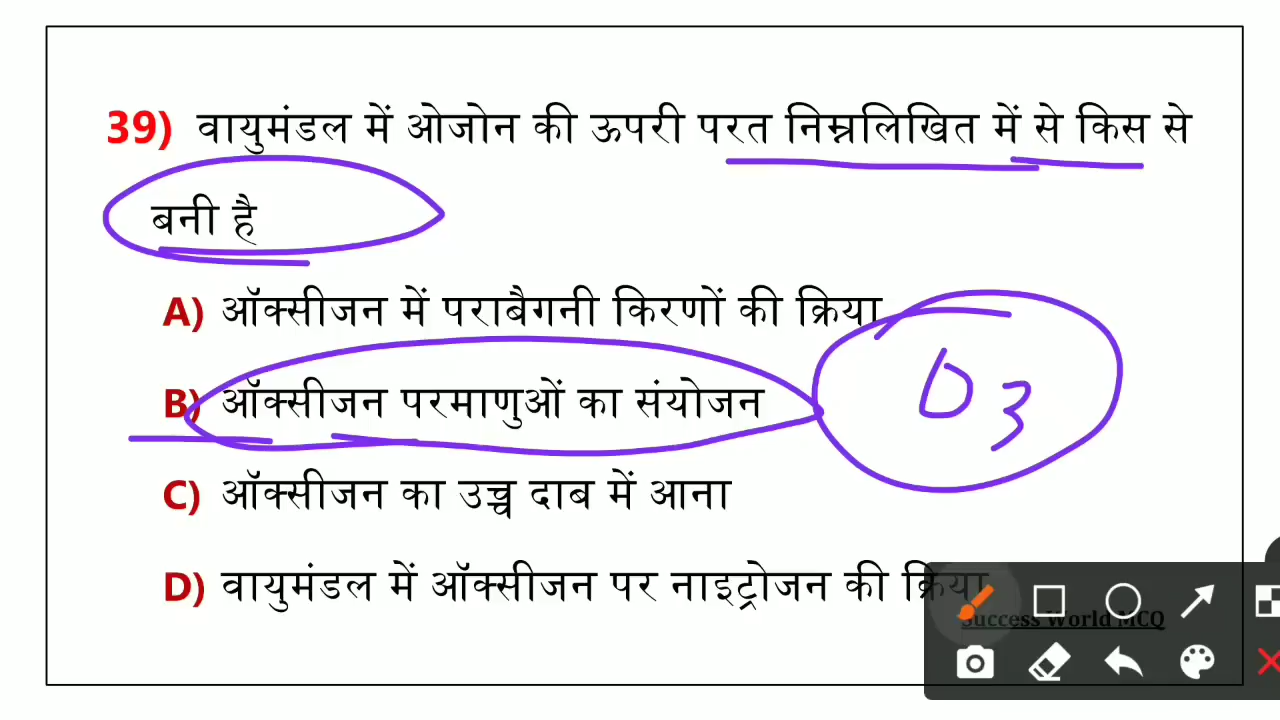 39) वायुमंडल में ओजोन की ऊपरी परत निम्नलिखित में से किस से
बनी है
A) ऑक्सीजन में पराबैगनी किरणों की क्रिया
B) ऑक्सीजन परमाणुओं का संयोजन
O3
C) ऑक्सीजन का उच्च दाब में आना
D) वायुमंडल में ऑक्सीजन पर नाइट्रोजन की क्रिया
Success World MCQ